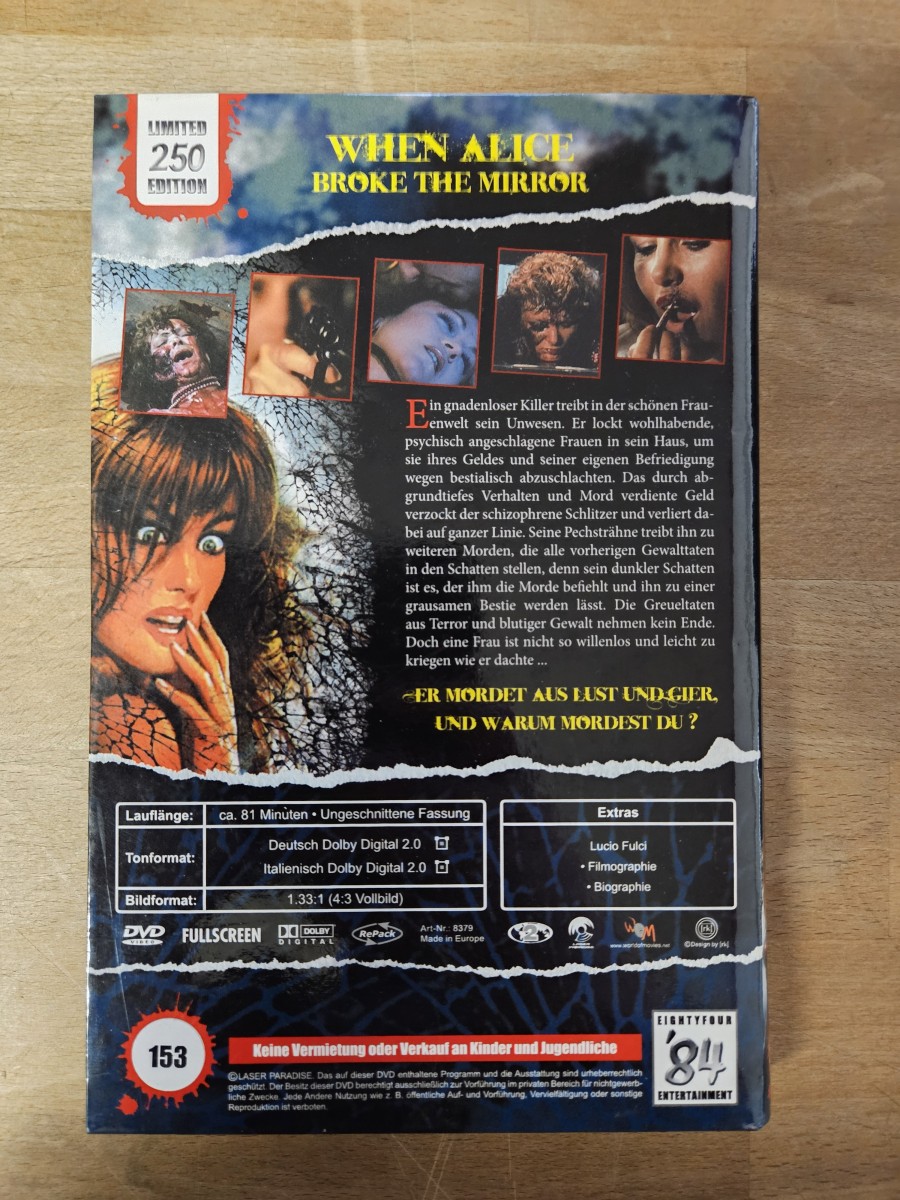 LIMITED
250
EDITION
WHEN ALICE
BROKE THE MIRROR
Ein gnadenloser Killer treibt in der schönen Frau-
enwelt sein Unwesen. Er lockt wohlhabende,
psychisch angeschlagene Frauen in sein Haus, um
sie ihres Geldes und seiner eigenen Befriedigung
wegen bestialisch abzuschlachten. Das durch ab-
grundtiefes Verhalten und Mord verdiente Geld
verzockt der schizophrene Schlitzer und verliert da-
bei auf ganzer Linie. Seine Pechsträhne treibt ihn zu
weiteren Morden, die alle vorherigen Gewalttaten
in den Schatten stellen, denn sein dunkler Schatten
ist es, der ihm die Morde befiehlt und ihn zu einer
grausamen Bestie werden lässt. Die Greueltaten
aus Terror und blutiger Gewalt nehmen kein Ende.
Doch eine Frau ist nicht so willenlos und leicht zu
kriegen wie er dachte ...
ER MORDET AUS LUST UND GIER,
UND WARUM MORDEST DU ?
Lauflänge: ca. 81 Minuten • Ungeschnittene Fassung
Tonformat: Deutsch Dolby Digital 2.0
Italienisch Dolby Digital 2.0
Bildformat: 1.33:1 (4:3 Vollbild)
Extras
Lucio Fulci
• Filmographie
• Biographie
DVD VIDEO FULLSCREEN DOLBY DIGITAL RePack
Art-Nr.: 8379
Made in Europe
2
www.worldofmovies.net
[rk]
©Design by [rk]
153
Keine Vermietung oder Verkauf an Kinder und Jugendliche
©LASER PARADISE. Das auf dieser DVD enthaltene Programm und die Ausstattung sind urheberrechtlich
geschützt. Der Besitz dieser DVD berechtigt ausschließlich zur Vorführung im privaten Bereich für nichtgewerb-
liche Zwecke. Jede Andere Nutzung wie z. B. öffentliche Auf- und Vorführung, Vervielfältigung oder sonstige
Reproduktion ist verboten.
EIGHTYFOUR
'84
ENTERTAINMENT